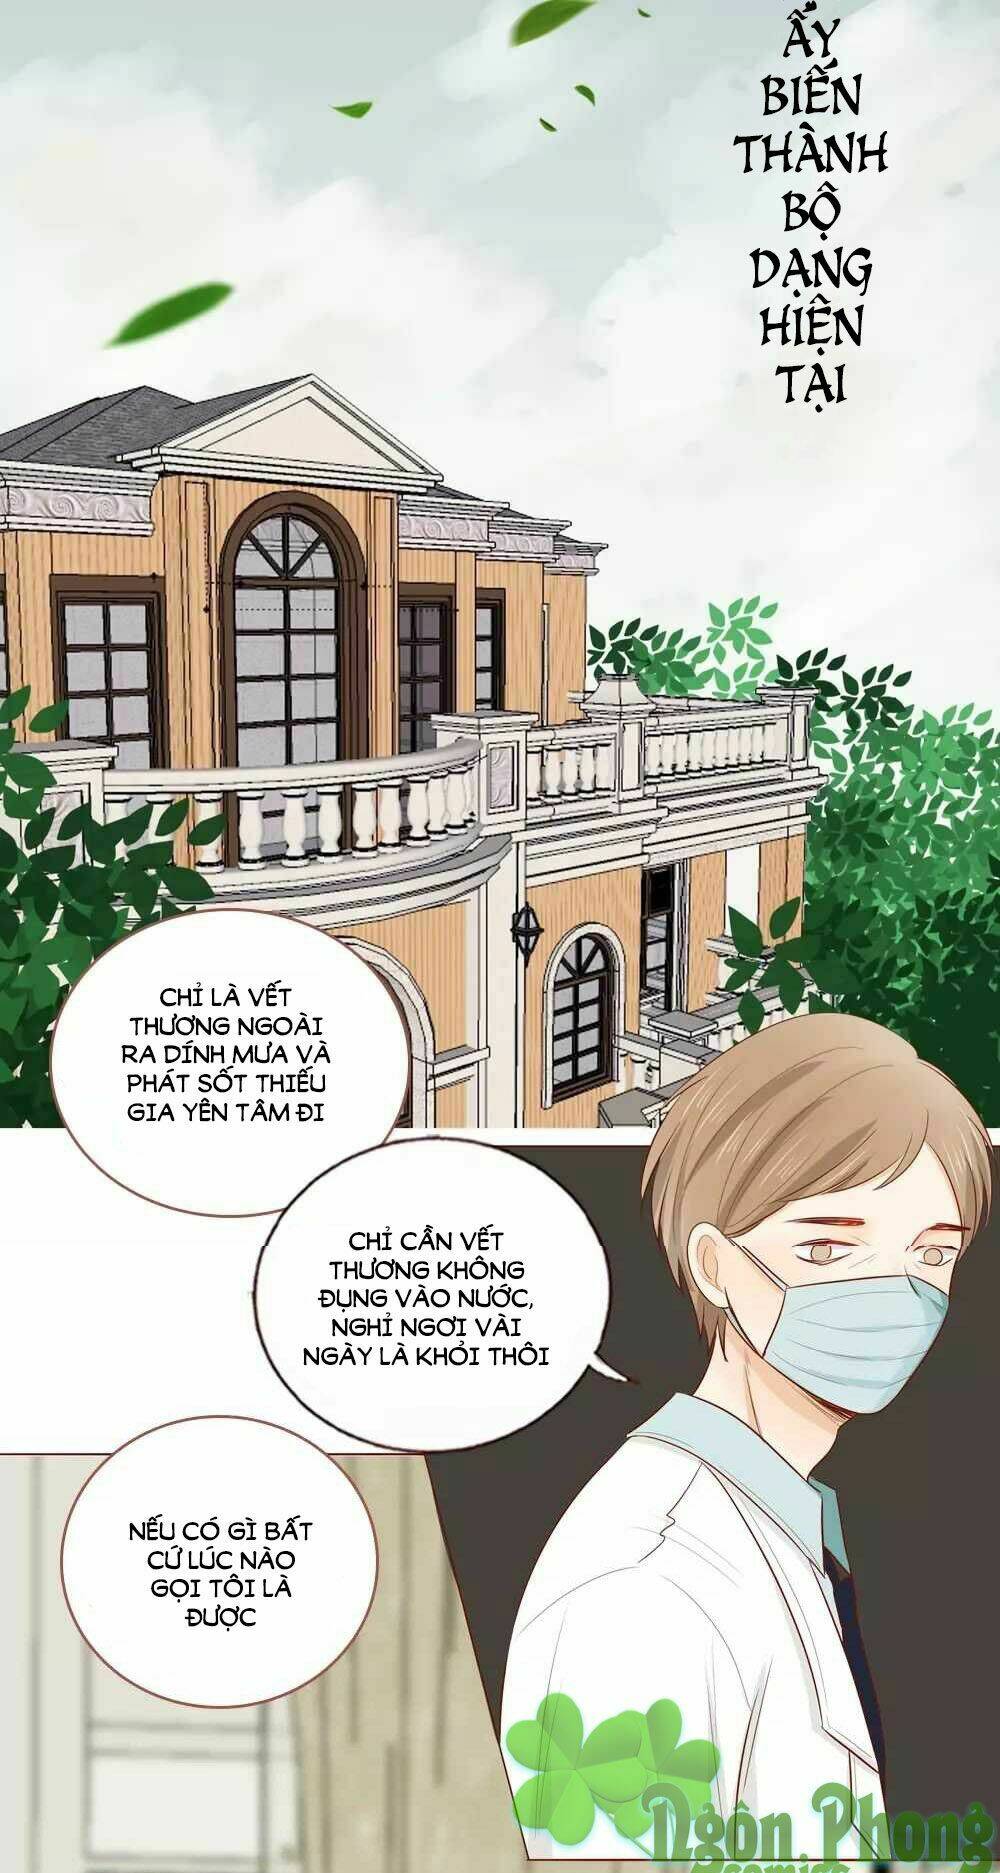 ẤY
BIẾN
THÀNH
BỘ
DẠNG
HIỆN
TẠI
CHỈ LÀ VẾT
THƯƠNG NGOÀI
RA DÍNH MƯA VÀ
PHÁT SỐT THIẾU
GIA YÊN TÂM ĐI
CHỈ CẦN VẾT
THƯƠNG KHÔNG
ĐỤNG VÀO NƯỚC,
NGHỈ NGƠI VÀI
NGÀY LÀ KHỎI THÔI
NẾU CÓ GÌ BẤT
CỨ LÚC NÀO
GỌI TÔI LÀ
ĐƯỢC
Ngôn Phong